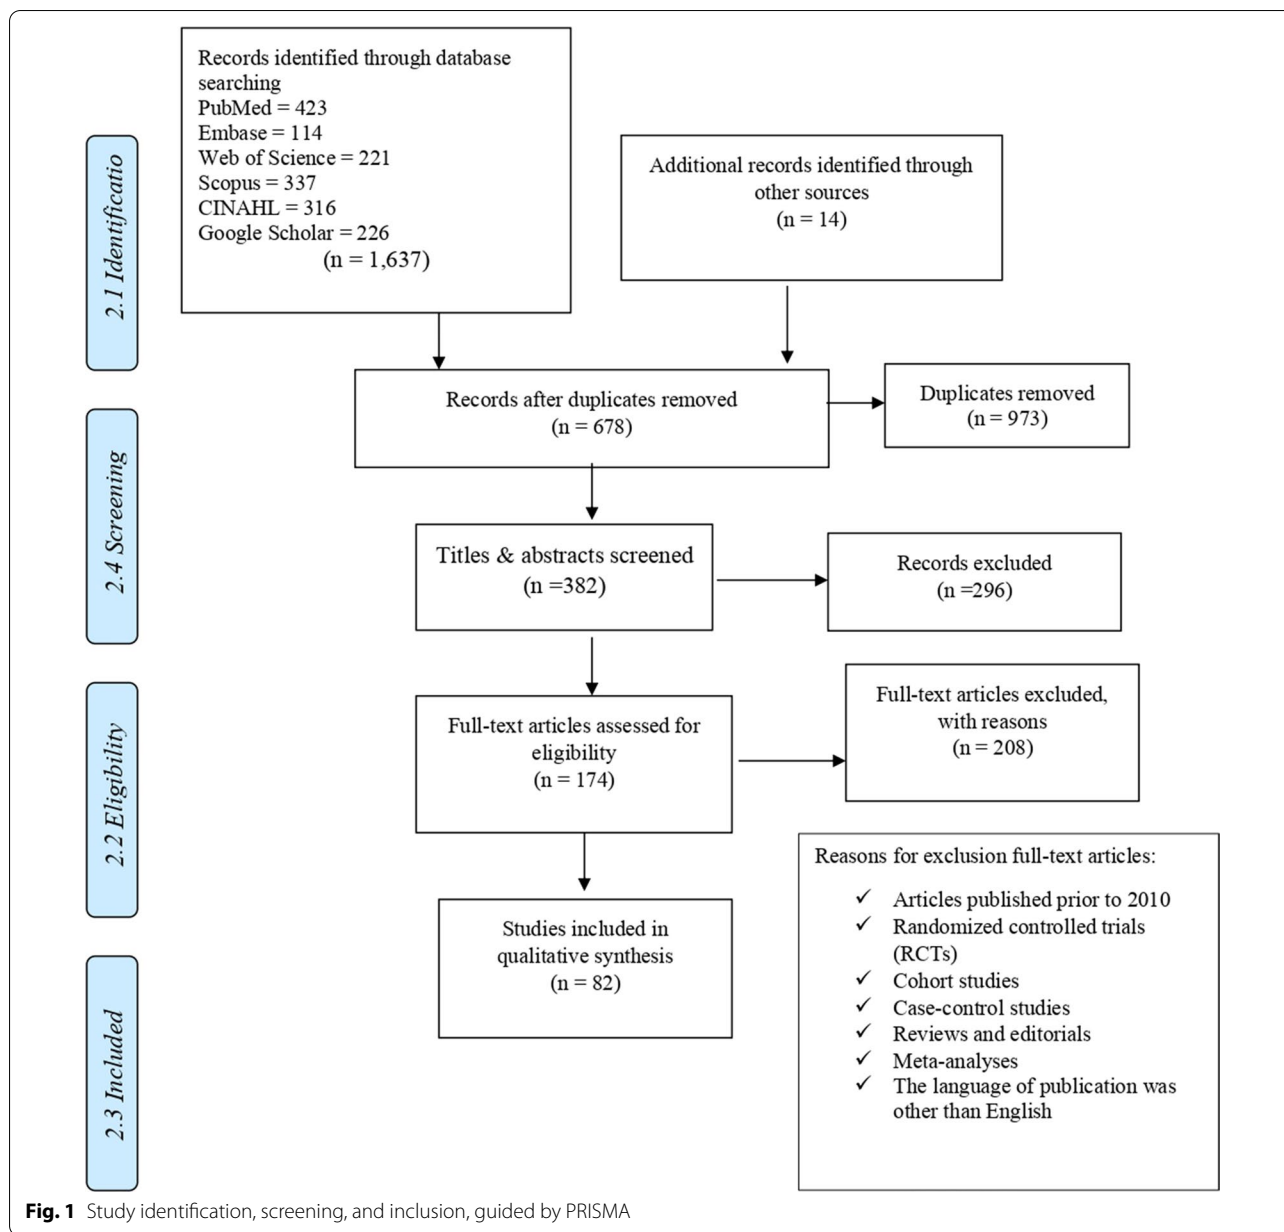 Records identified through database
searching
PubMed = 423
Embase = 114
Web of Science = 221
Scopus = 337
CINAHL = 316
Google Scholar = 226
(n = 1,637)
Additional records identified through
other sources
(n = 14)
2.1 Identificatio
Records after duplicates removed
(n = 678)
Duplicates removed
(n = 973)
2.4 Screening
Titles & abstracts screened
(n =382)
Records excluded
(n =296)
2.2 Eligibility
Full-text articles assessed for
eligibility
(n = 174)
Full-text articles excluded,
with reasons
(n = 208)
Reasons for exclusion full-text articles:
✓ Articles published prior to 2010
✓ Randomized controlled trials
(RCTs)
✓ Cohort studies
✓ Case-control studies
✓ Reviews and editorials
✓ Meta-analyses
✓ The language of publication was
other than English
2.3 Included
Studies included in
qualitative synthesis
(n = 82)
Fig. 1 Study identification, screening, and inclusion, guided by PRISMA